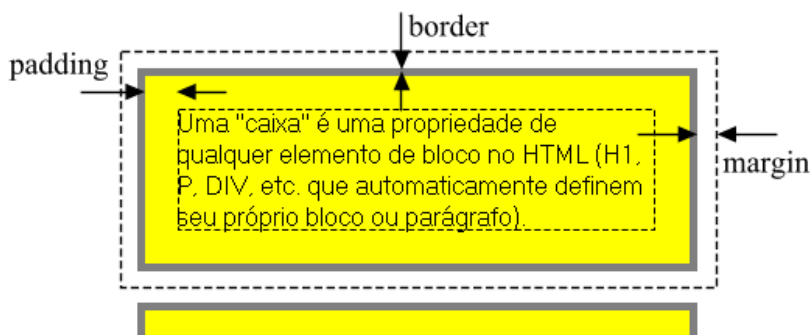 border
padding
Uma "caixa" é uma propriedade de
qualquer elemento de bloco no HTML (H1,
P, DIV, etc. que automaticamente definem
seu próprio bloco ou parágrafo).
margin